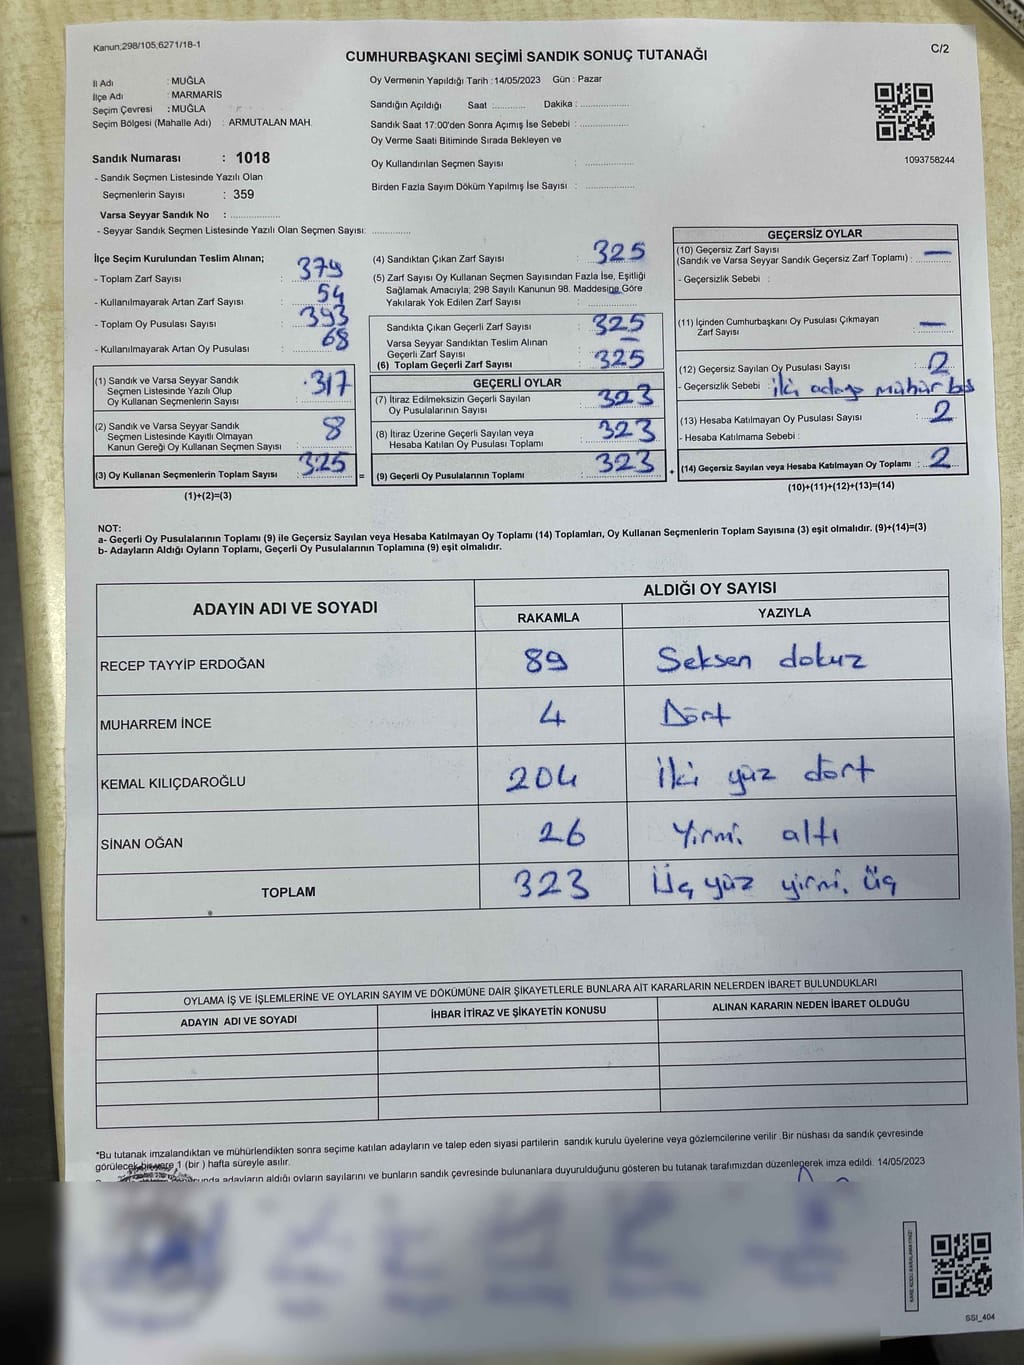 Kanun;298/105;6271/18-1
C/2
CUMHURBAŞKANI SEÇİMİ SANDIK SONUÇ TUTANAĞI
İl Adı : MUĞLA
İlçe Adı : MARMARİS
Seçim Çevresi : MUĞLA
Seçim Bölgesi (Mahalle Adı) : ARMUTALAN MAH.
Oy Vermenin Yapıldığı Tarih :14/05/2023 Gün : Pazar
Sandığın Açıldığı Saat :........... Dakika : ..................
Sandık Saat 17:00'den Sonra Açımış İse Sebebi : ..................
Oy Verme Saati Bitiminde Sırada Bekleyen ve
Oy Kullandırılan Seçmen Sayısı : ..................
Birden Fazla Sayım Döküm Yapılmış İse Sayısı : ..................
1093758244
Sandık Numarası : 1018
- Sandık Seçmen Listesinde Yazılı Olan
Seçmenlerin Sayısı : 359
Varsa Seyyar Sandık No : ..................
- Seyyar Sandık Seçmen Listesinde Yazılı Olan Seçmen Sayısı: ..............
İlçe Seçim Kurulundan Teslim Alınan;
- Toplam Zarf Sayısı : 379
- Kullanılmayarak Artan Zarf Sayısı : 54
- Toplam Oy Pusulası Sayısı : 393
- Kullanılmayarak Artan Oy Pusulası : 68
(1) Sandık ve Varsa Seyyar Sandık
Seçmen Listesinde Yazılı Olup
Oy Kullanan Seçmenlerin Sayısı : 317
(2) Sandık ve Varsa Seyyar Sandık
Seçmen Listesinde Kayıtlı Olmayan
Kanun Gereği Oy Kullanan Seçmen Sayısı : 8
(3) Oy Kullanan Seçmenlerin Toplam Sayısı : 325 =
(1)+(2)=(3)
(4) Sandıktan Çıkan Zarf Sayısı : 325
(5) Zarf Sayısı Oy Kullanan Seçmen Sayısından Fazla İse, Eşitliği
Sağlamak Amacıyla; 298 Sayılı Kanunun 98. Maddesine Göre
Yakılarak Yok Edilen Zarf Sayısı : —
Sandıkta Çıkan Geçerli Zarf Sayısı : 325
Varsa Seyyar Sandıktan Teslim Alınan
Geçerli Zarf Sayısı : —
(6) Toplam Geçerli Zarf Sayısı : 325
GEÇERLİ OYLAR
(7) İtiraz Edilmeksizin Geçerli Sayılan
Oy Pusulalarının Sayısı : 323
(8) İtiraz Üzerine Geçerli Sayılan veya
Hesaba Katılan Oy Pusulası Toplamı : 323
(9) Geçerli Oy Pusulalarının Toplamı : 323 +
GEÇERSİZ OYLAR
(10) Geçersiz Zarf Sayısı
(Sandık ve Varsa Seyyar Sandık Geçersiz Zarf Toplamı) : —
- Geçersizlik Sebebi :
(11) İçinden Cumhurbaşkanı Oy Pusulası Çıkmayan
Zarf Sayısı : —
(12) Geçersiz Sayılan Oy Pusulası Sayısı : 2
- Geçersizlik Sebebi : İki adaya mühür bas
(13) Hesaba Katılmayan Oy Pusulası Sayısı : 2
- Hesaba Katılmama Sebebi :
(14) Geçersiz Sayılan veya Hesaba Katılmayan Oy Toplamı : 2
(10)+(11)+(12)+(13)=(14)
NOT:
a- Geçerli Oy Pusulalarının Toplamı (9) ile Geçersiz Sayılan veya Hesaba Katılmayan Oy Toplamı (14) Toplamları, Oy Kullanan Seçmenlerin Toplam Sayısına (3) eşit olmalıdır. (9)+(14)=(3)
b- Adayların Aldığı Oyların Toplamı, Geçerli Oy Pusulalarının Toplamına (9) eşit olmalıdır.
ADAYIN ADI VE SOYADI
ALDIĞI OY SAYISI
RAKAMLA YAZIYLA
RECEP TAYYİP ERDOĞAN 89 Seksen dokuz
MUHARREM İNCE 4 Dört
KEMAL KILIÇDAROĞLU 204 İki yüz dört
SİNAN OĞAN 26 Yirmi altı
TOPLAM 323 Üç yüz yirmi üç
OYLAMA İŞ VE İŞLEMLERİNE VE OYLARIN SAYIM VE DÖKÜMÜNE DAİR ŞİKAYETLERLE BUNLARA AİT KARARLARIN NELERDEN İBARET BULUNDUKLARI
ADAYIN ADI VE SOYADI İHBAR İTİRAZ VE ŞİKAYETİN KONUSU ALINAN KARARIN NEDEN İBARET OLDUĞU
*Bu tutanak imzalandıktan ve mühürlendikten sonra seçime katılan adayların ve talep eden siyasi partilerin sandık kurulu üyelerine veya gözlemcilerine verilir .Bir nüshası da sandık çevresinde
görülecek bir yere 1 (bir ) hafta süreyle asılır.
adayların aldığı oyların sayılarını ve bunların sandık çevresinde bulunanlara duyurulduğunu gösteren bu tutanak tarafımızdan düzenlenerek imza edildi. 14/05/2023
SSI_404